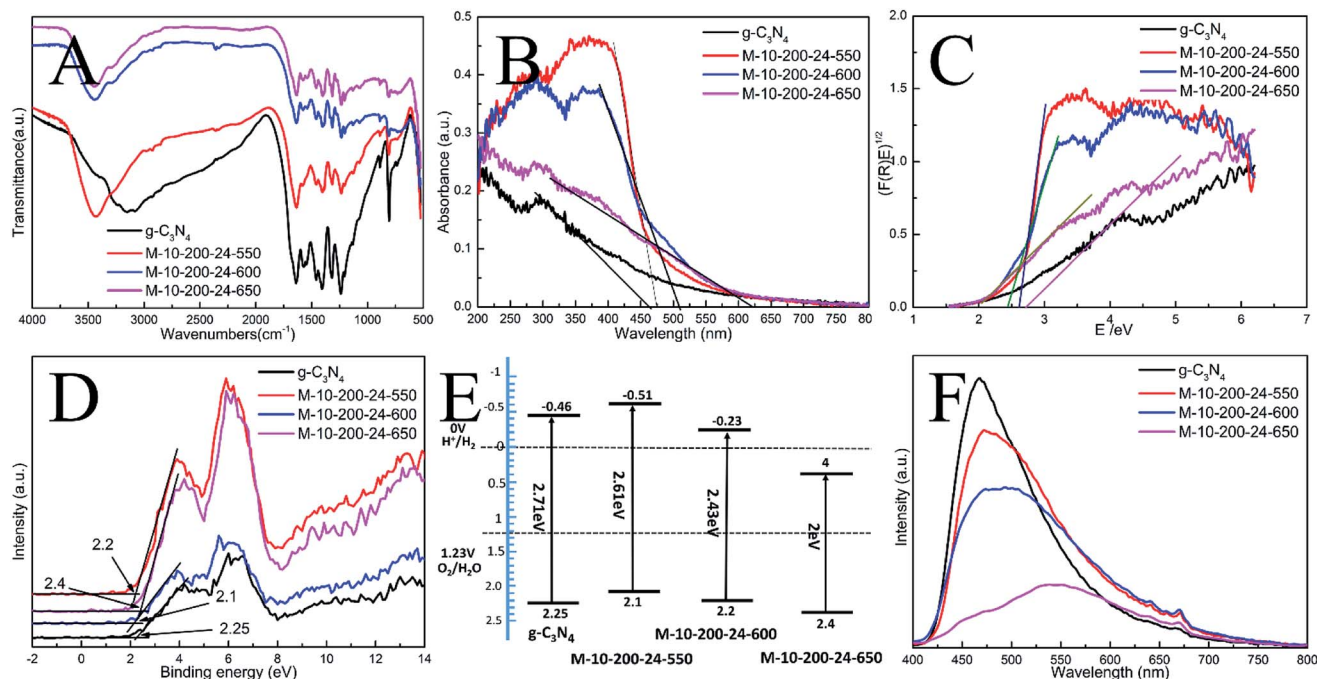 A
Transmittance(a.u.)
g-C₃N₄
M-10-200-24-550
M-10-200-24-600
M-10-200-24-650
4000 3500 3000 2500 2000 1500 1000 500
Wavenumbers(cm⁻¹)
B
Absorbance (a.u.)
0.5
0.4
0.3
0.2
0.1
0.0
g-C₃N₄
M-10-200-24-550
M-10-200-24-600
M-10-200-24-650
200 250 300 350 400 450 500 550 600 650 700 750 800
Wavelength (nm)
C
(F(R)E)^1/2
2.0
1.5
1.0
0.5
0.0
g-C₃N₄
M-10-200-24-550
M-10-200-24-600
M-10-200-24-650
1 2 3 4 5 6 7
E /eV
D
Intensity (a.u.)
g-C₃N₄
M-10-200-24-550
M-10-200-24-600
M-10-200-24-650
2.2
2.4
2.1
2.25
-2 0 2 4 6 8 10 12 14
Binding energy (eV)
E
-1
-0.5
0
0.5
1
1.5
2.0
2.5
0V
H⁺/H₂
1.23V
O₂/H₂O
-0.46
2.71eV
2.25
g-C₃N₄
-0.51
2.61eV
2.1
M-10-200-24-550
-0.23
2.43eV
2.2
M-10-200-24-600
4
2eV
2.4
M-10-200-24-650
F
Intensity (a.u.)
g-C₃N₄
M-10-200-24-550
M-10-200-24-600
M-10-200-24-650
400 450 500 550 600 650 700 750 800
Wavelength (nm)